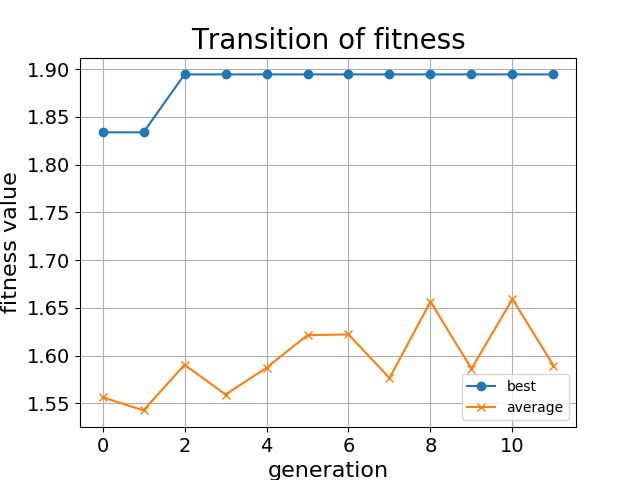 Transition of fitness
fitness value
1.90
1.85
1.80
1.75
1.70
1.65
1.60
1.55
best
average
0 2 4 6 8 10
generation